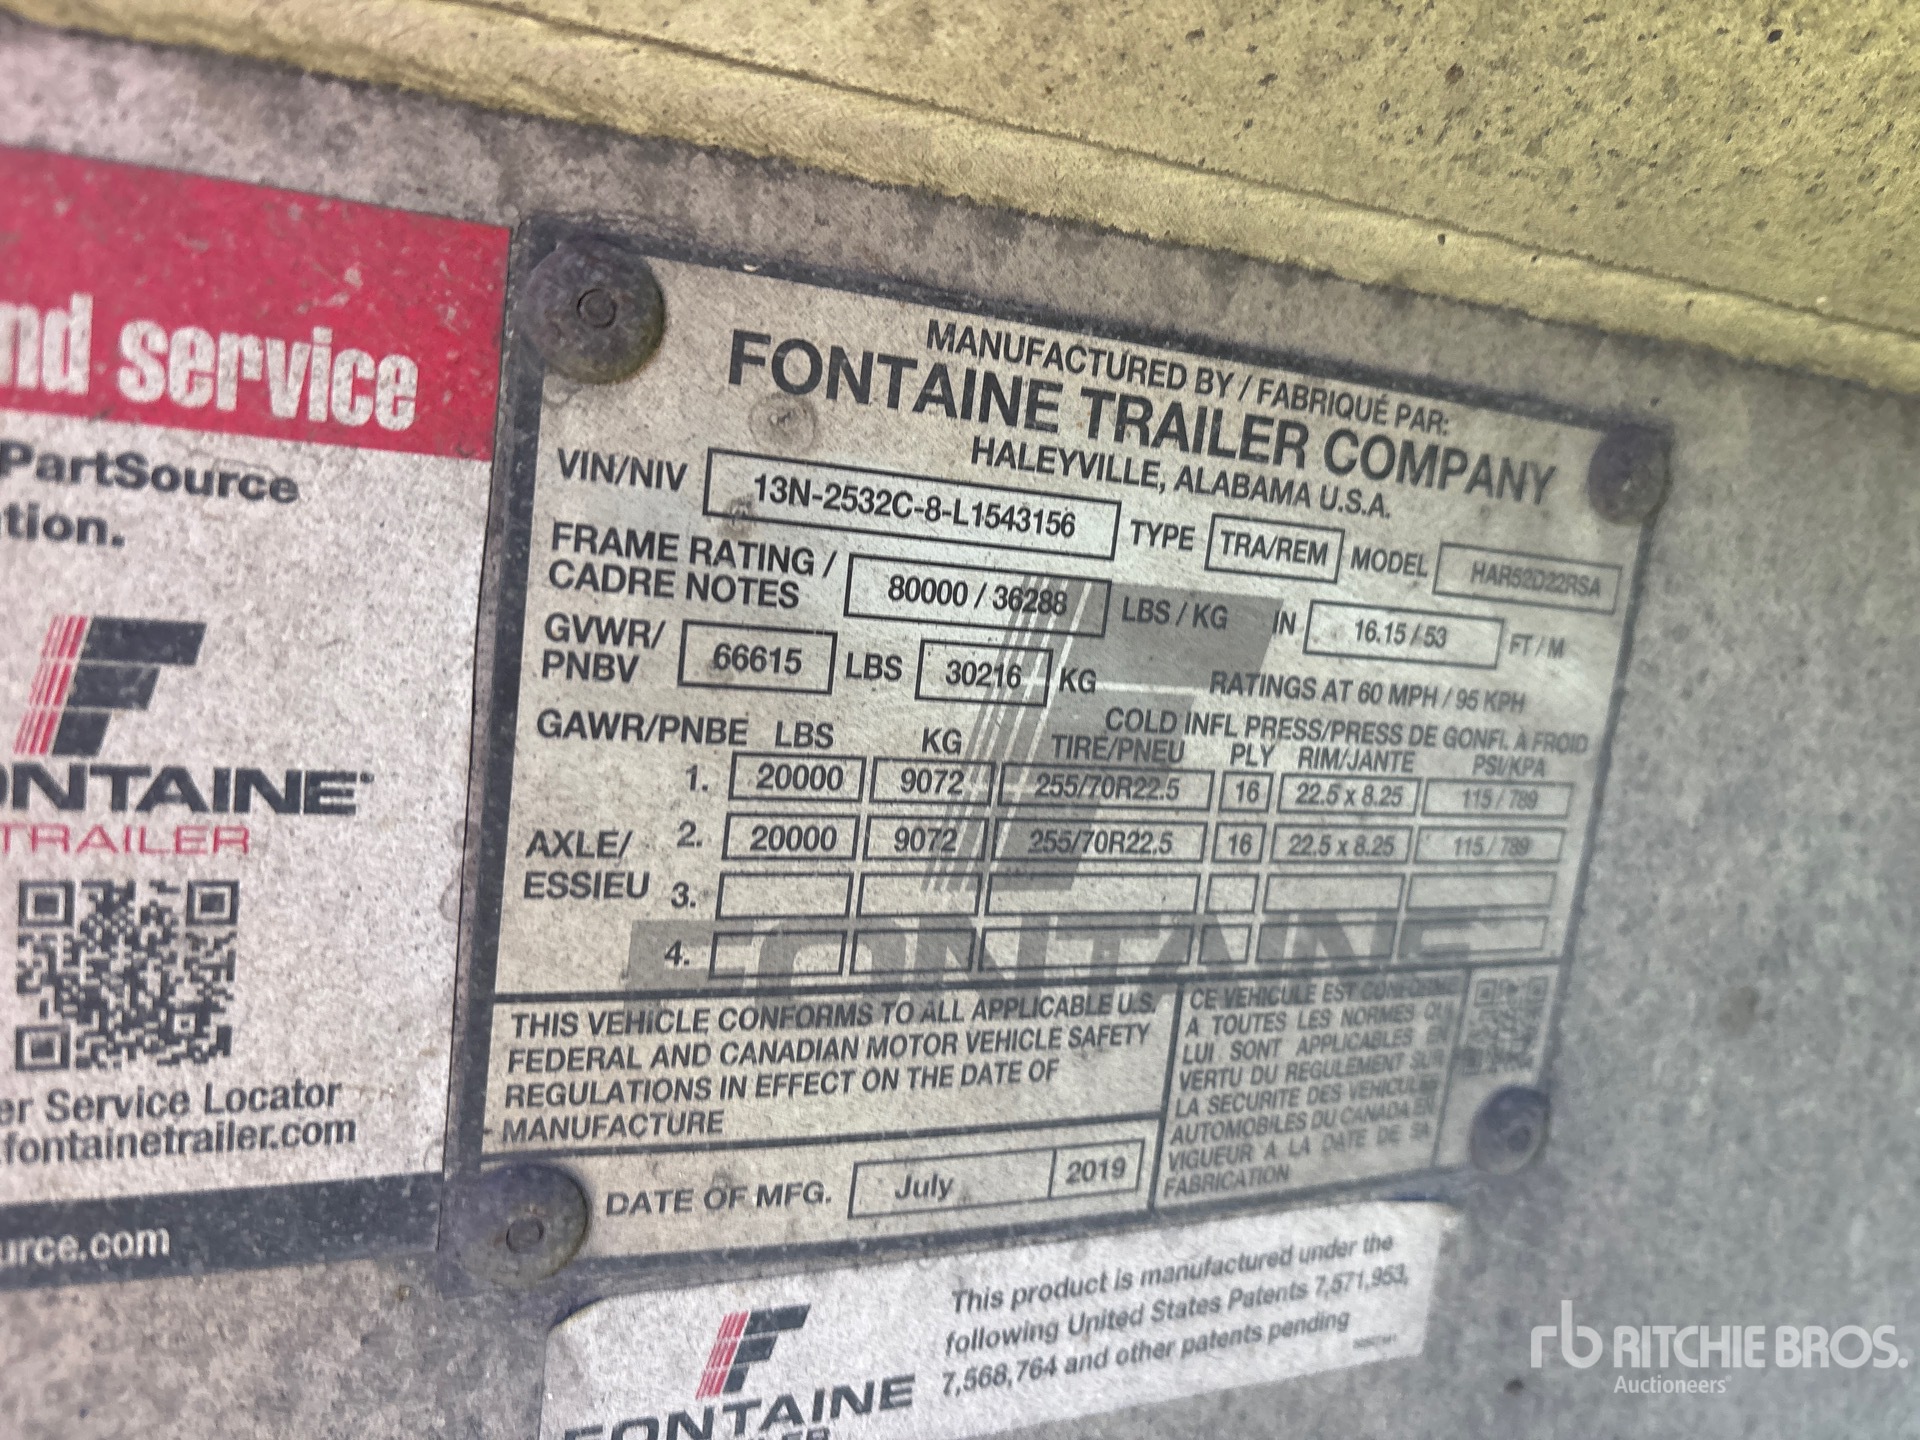 nd service
PartSource
tion.
FONTAINE
TRAILER
er Service Locator
.fontainetrailer.com
urce.com
MANUFACTURED BY / FABRIQUÉ PAR:
FONTAINE TRAILER COMPANY
HALEYVILLE, ALABAMA U.S.A.
VIN/NIV 13N-2532C-8-L1543156 TYPE TRA/REM MODEL HAR52D22RSA
FRAME RATING / CADRE NOTES 80000 / 36288 LBS / KG IN 16.15 / 53 FT / M
GVWR/ PNBV 66615 LBS 30216 KG RATINGS AT 60 MPH / 95 KPH
COLD INFL PRESS/PRESS DE GONFL À FROID
GAWR/PNBE LBS KG TIRE/PNEU PLY RIM/JANTE PSI/KPA
AXLE/ ESSIEU
1. 20000 9072 255/70R22.5 16 22.5 x 8.25 115 / 789
2. 20000 9072 255/70R22.5 16 22.5 x 8.25 115 / 789
3.
4.
FONTAINE
THIS VEHICLE CONFORMS TO ALL APPLICABLE U.S.
FEDERAL AND CANADIAN MOTOR VEHICLE SAFETY
REGULATIONS IN EFFECT ON THE DATE OF
MANUFACTURE
CE VEHICULE EST CONFORME
A TOUTES LES NORMES QUI
LUI SONT APPLICABLES EN
VERTU DU REGULEMENT SUR
LA SECURITE DES VEHICULES
AUTOMOBILES DU CANADA EN
VIGUEUR A LA DATE DE SA
FABRICATION
DATE OF MFG. July 2019
FONTAINE
This product is manufactured under the
following United States Patents 7,571,953,
7,568,764 and other patents pending
rb RITCHIE BROS.
Auctioneers